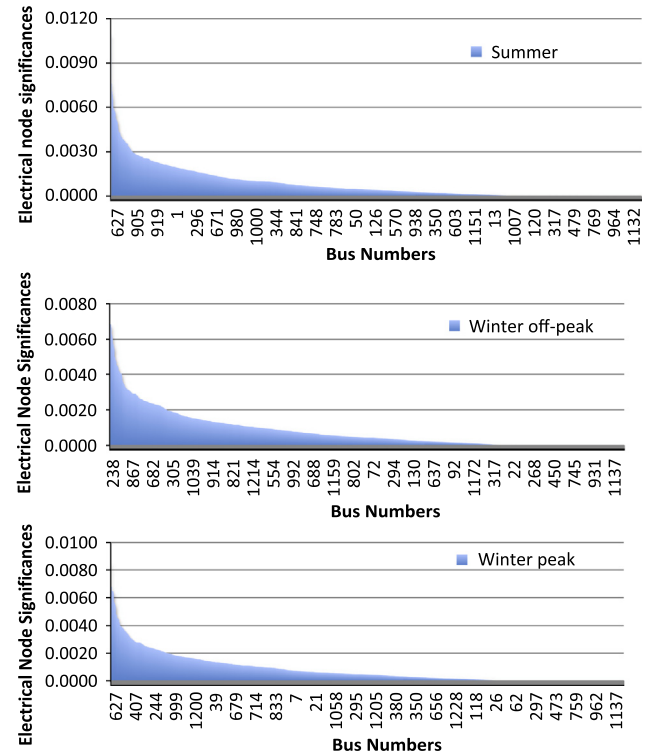 Electrical node significances
0.0120
0.0090
0.0060
0.0030
0.0000
Summer
627 905 919 1 296 671 980 1000 344 841 748 783 50 126 570 938 350 603 1151 13 1007 120 317 479 769 964 1132
Bus Numbers
Electrical Node Significances
0.0080
0.0060
0.0040
0.0020
0.0000
Winter off-peak
238 867 682 305 1039 914 821 1214 554 992 688 1159 802 72 294 130 637 92 1172 317 22 268 450 745 931 1137
Bus Numbers
Electrical Node Significances
0.0100
0.0080
0.0060
0.0040
0.0020
0.0000
Winter peak
627 407 244 999 1200 39 679 714 833 7 21 1058 295 1205 380 350 656 1228 118 26 62 297 473 759 962 1137
Bus Numbers